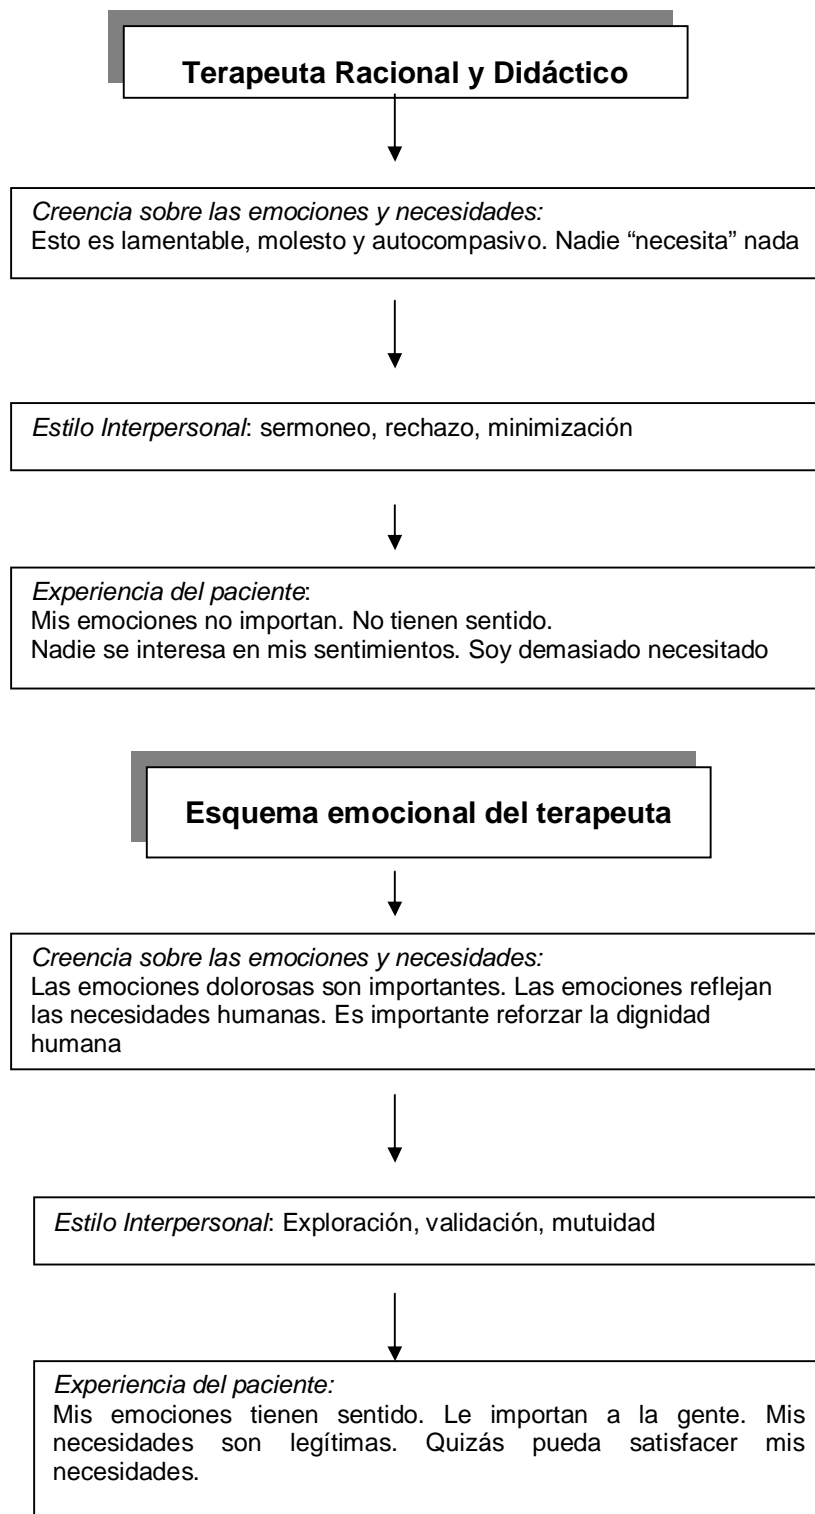 Terapeuta Racional y Didáctico
Creencia sobre las emociones y necesidades:
Esto es lamentable, molesto y autocompasivo. Nadie “necesita” nada
Estilo Interpersonal: sermoneo, rechazo, minimización
Experiencia del paciente:
Mis emociones no importan. No tienen sentido.
Nadie se interesa en mis sentimientos. Soy demasiado necesitado
Esquema emocional del terapeuta
Creencia sobre las emociones y necesidades:
Las emociones dolorosas son importantes. Las emociones reflejan
las necesidades humanas. Es importante reforzar la dignidad
humana
Estilo Interpersonal: Exploración, validación, mutuidad
Experiencia del paciente:
Mis emociones tienen sentido. Le importan a la gente. Mis
necesidades son legítimas. Quizás pueda satisfacer mis
necesidades.